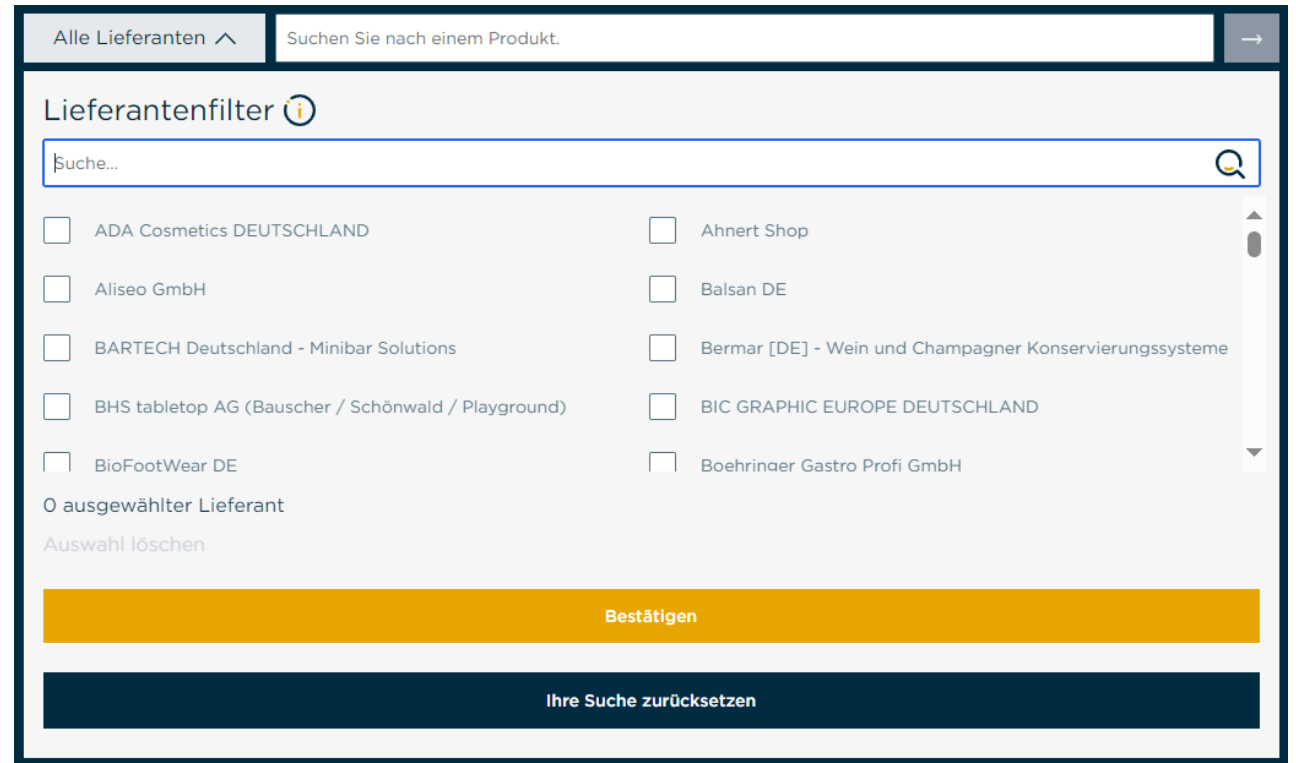 Alle Lieferanten
Suchen Sie nach einem Produkt.
Lieferantenfilter
Suche...
ADA Cosmetics DEUTSCHLAND
Ahnert Shop
Aliseo GmbH
Balsan DE
BARTECH Deutschland - Minibar Solutions
Bermar [DE] - Wein und Champagner Konservierungssysteme
BHS tabletop AG (Bauscher / Schönwald / Playground)
BIC GRAPHIC EUROPE DEUTSCHLAND
BioFootWear DE
Boehringer Gastro Profi GmbH
0 ausgewählter Lieferant
Auswahl löschen
Bestätigen
Ihre Suche zurücksetzen